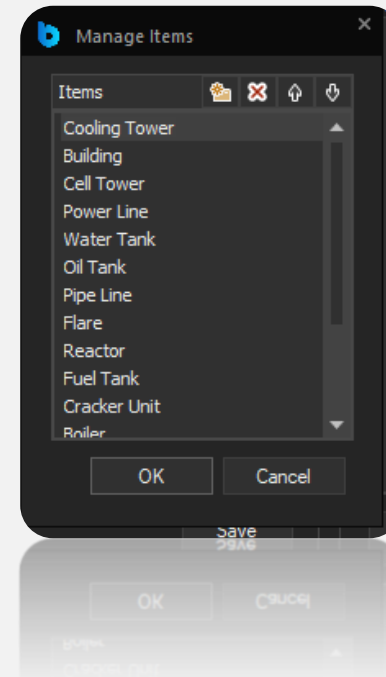 Manage Items
Items
Cooling Tower
Building
Cell Tower
Power Line
Water Tank
Oil Tank
Pipe Line
Flare
Reactor
Fuel Tank
Cracker Unit
Boiler
OK Cancel
Save